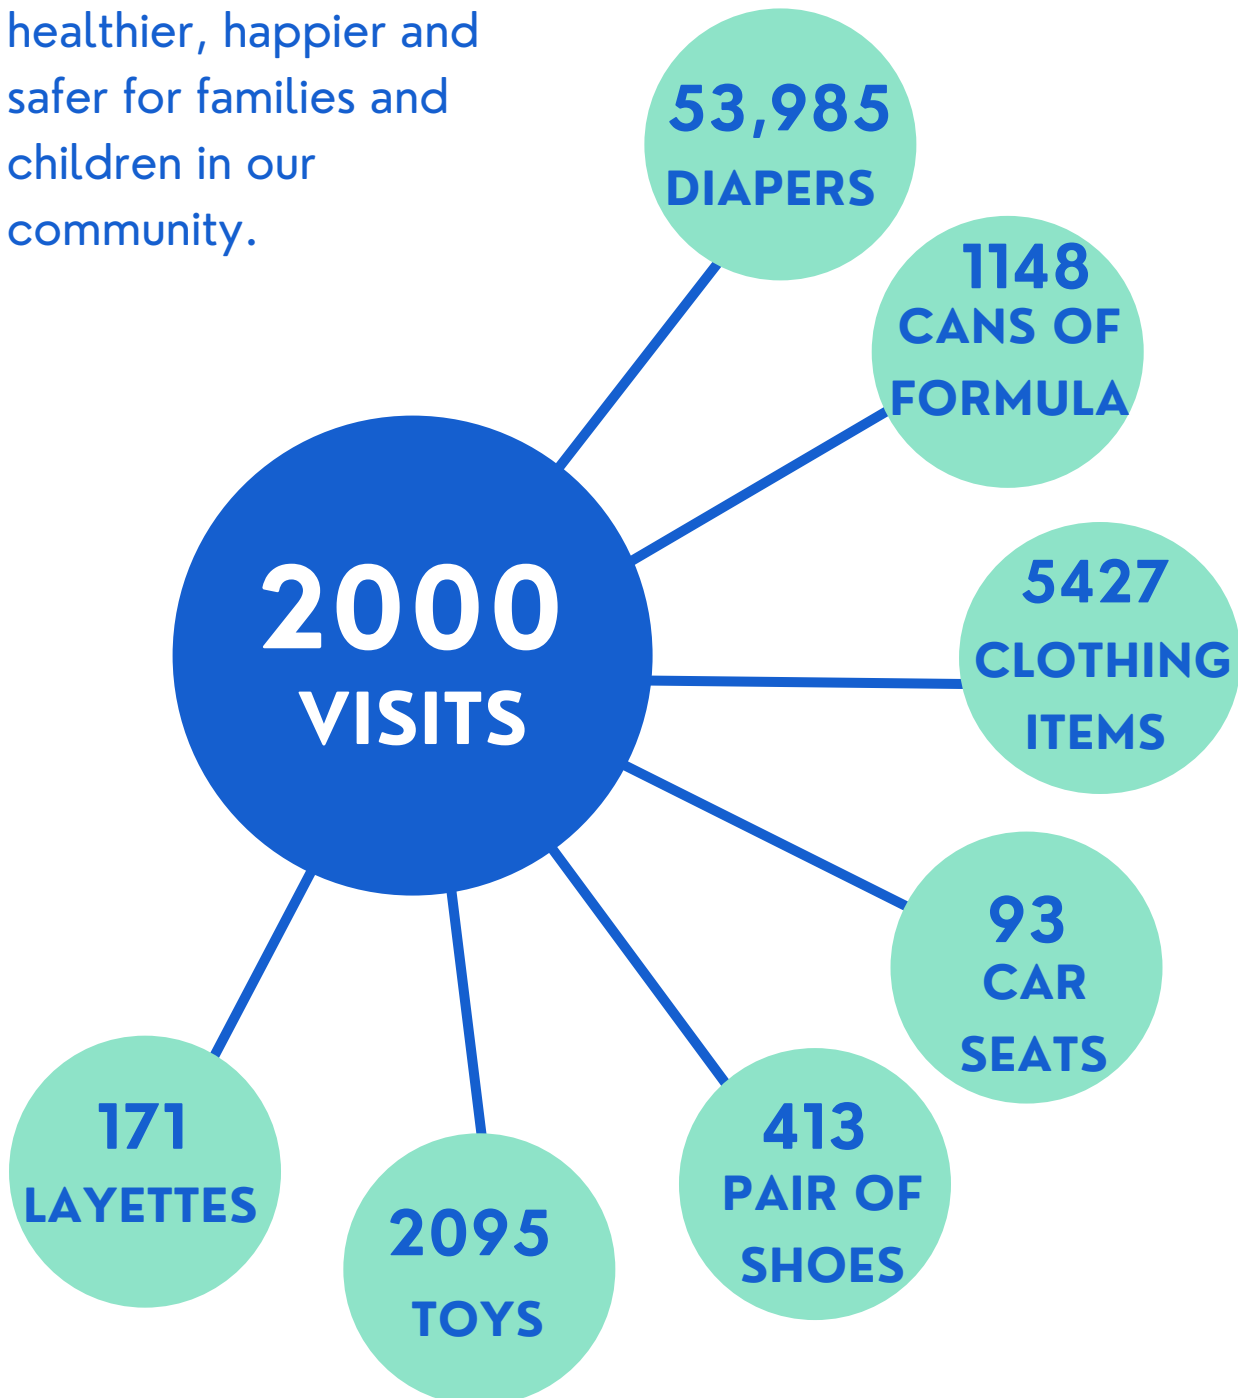 healthier, happier and
safer for families and
children in our
community.
53,985
DIAPERS
1148
CANS OF
FORMULA
5427
CLOTHING
ITEMS
2000
VISITS
93
CAR
SEATS
413
PAIR OF
SHOES
2095
TOYS
171
LAYETTES